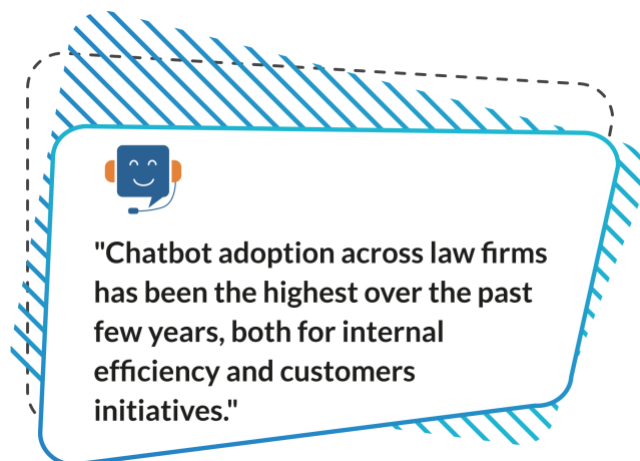 "Chatbot adoption across law firms
has been the highest over the past
few years, both for internal
efficiency and customers
initiatives."